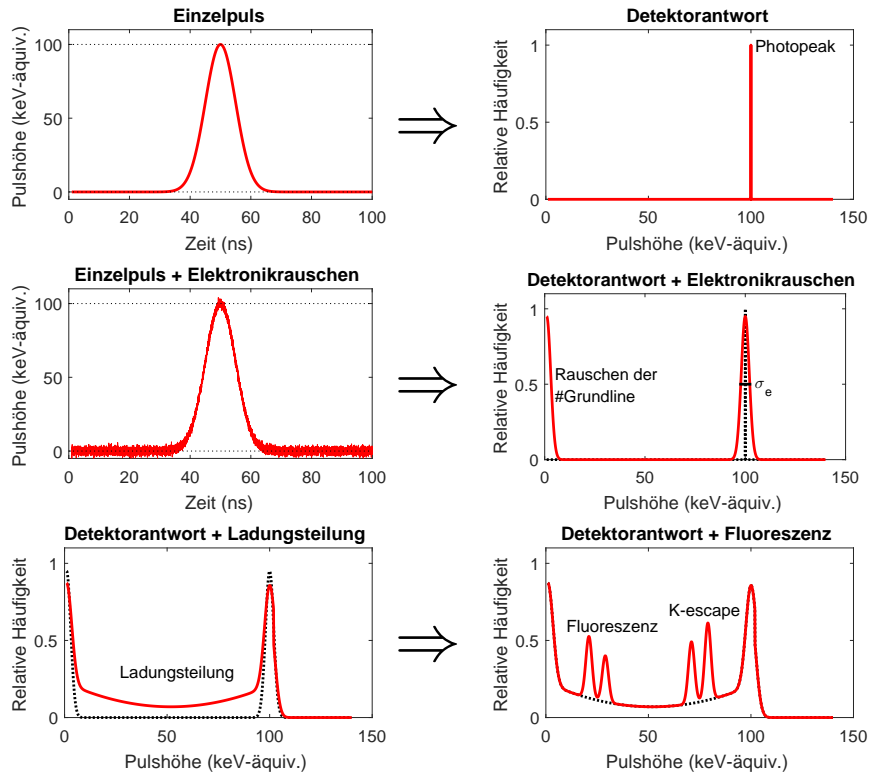 Einzelpuls
Pulshöhe (keV-äquiv.)
100
50
0
0 20 40 60 80 100
Zeit (ns)
Detektorantwort
Relative Häufigkeit
1
0.5
0
Photopeak
0 50 100 150
Pulshöhe (keV-äquiv.)
Einzelpuls + Elektronikrauschen
Pulshöhe (keV-äquiv.)
100
50
0
0 20 40 60 80 100
Zeit (ns)
Detektorantwort + Elektronikrauschen
Relative Häufigkeit
1
0.5
0
Rauschen der
#Grundline
σe
0 50 100 150
Pulshöhe (keV-äquiv.)
Detektorantwort + Ladungsteilung
Relative Häufigkeit
1
0.5
0
Ladungsteilung
0 50 100 150
Pulshöhe (keV-äquiv.)
Detektorantwort + Fluoreszenz
Relative Häufigkeit
1
0.5
0
Fluoreszenz
K-escape
0 50 100 150
Pulshöhe (keV-äquiv.)